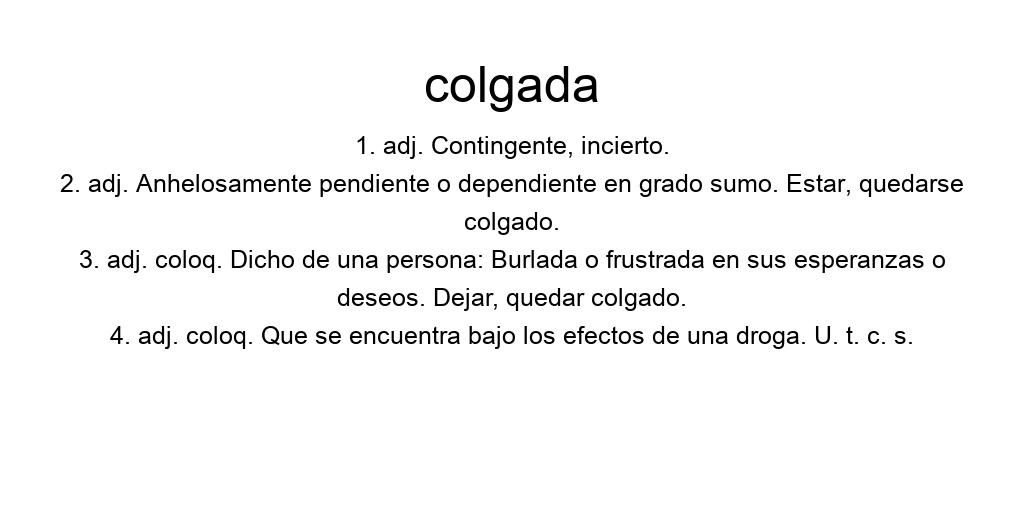 colgada
1. adj. Contingente, incierto.
2. adj. Anhelosamente pendiente o dependiente en grado sumo. Estar, quedarse
colgado.
3. adj. coloq. Dicho de una persona: Burlada o frustrada en sus esperanzas o
deseos. Dejar, quedar colgado.
4. adj. coloq. Que se encuentra bajo los efectos de una droga. U. t. c. s.